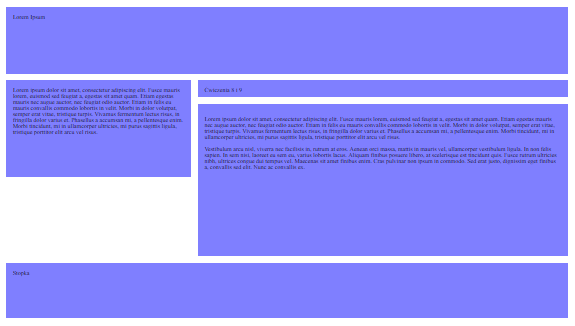 Lorem Ipsum
Lorem ipsum dolor sit amet, consectetur adipiscing elit. Fusce mauris
lorem, euismod sed feugiat a, egestas sit amet quam. Etiam egestas
mauris nec augue auctor, nec feugiat odio auctor. Etiam in felis eu
mauris convallis commodo lobortis in velit. Morbi in dolor volutpat,
semper erat vitae, tristique turpis. Vivamus fermentum lectus risus, in
fringilla dolor varius et. Phasellus a accumsan mi, a pellentesque enim.
Morbi tincidunt, mi in ullamcorper ultricies, mi purus sagittis ligula,
tristique porttitor elit arcu vel risus.
Cwiczenia 8 i 9
Lorem ipsum dolor sit amet, consectetur adipiscing elit. Fusce mauris lorem, euismod sed feugiat a, egestas sit amet quam. Etiam egestas mauris
nec augue auctor, nec feugiat odio auctor. Etiam in felis eu mauris convallis commodo lobortis in velit. Morbi in dolor volutpat, semper erat vitae,
tristique turpis. Vivamus fermentum lectus risus, in fringilla dolor varius et. Phasellus a accumsan mi, a pellentesque enim. Morbi tincidunt, mi in
ullamcorper ultricies, mi purus sagittis ligula, tristique porttitor elit arcu vel risus.
Vestibulum arcu nisl, viverra nec facilisis in, rutrum at eros. Aenean orci massa, mattis in mauris vel, ullamcorper vestibulum ligula. In non felis
sapien. In sem nisi, laoreet eu sem eu, varius lobortis lacus. Aliquam finibus posuere libero, at scelerisque est tincidunt quis. Fusce rutrum ultricies
nibh, ultrices congue dui tempus vel. Maecenas sit amet finibus enim. Cras pulvinar non ipsum in commodo. Sed erat quam, dignissim eget finibus
a, convallis sed elit. Nunc ac convallis ex.
Stopka